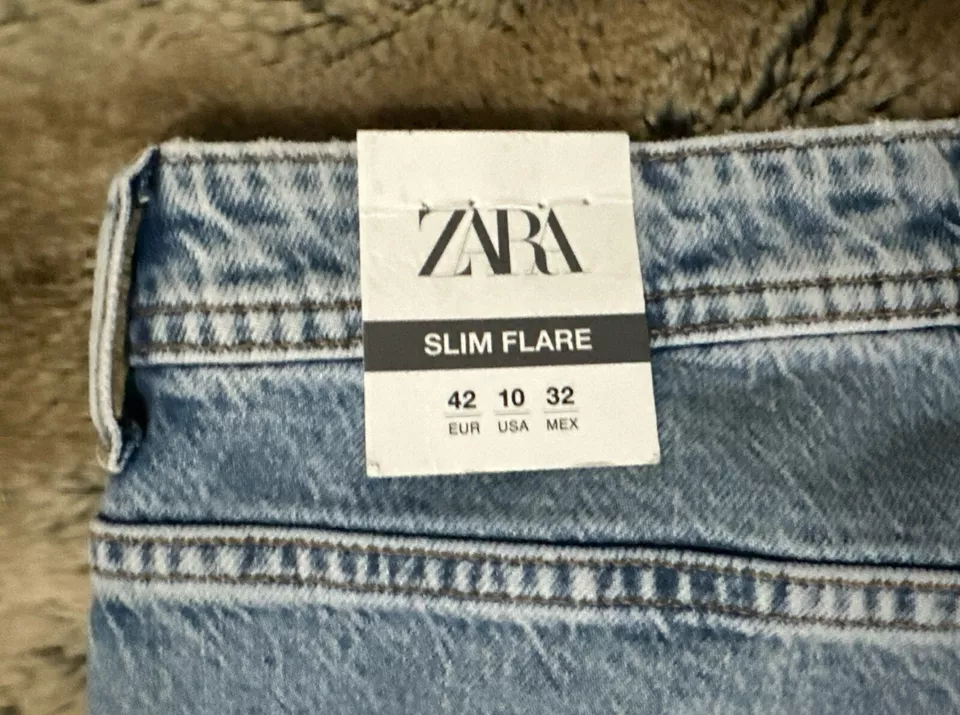 ZARA
SLIM FLARE
42 10 32
EUR USA MEX